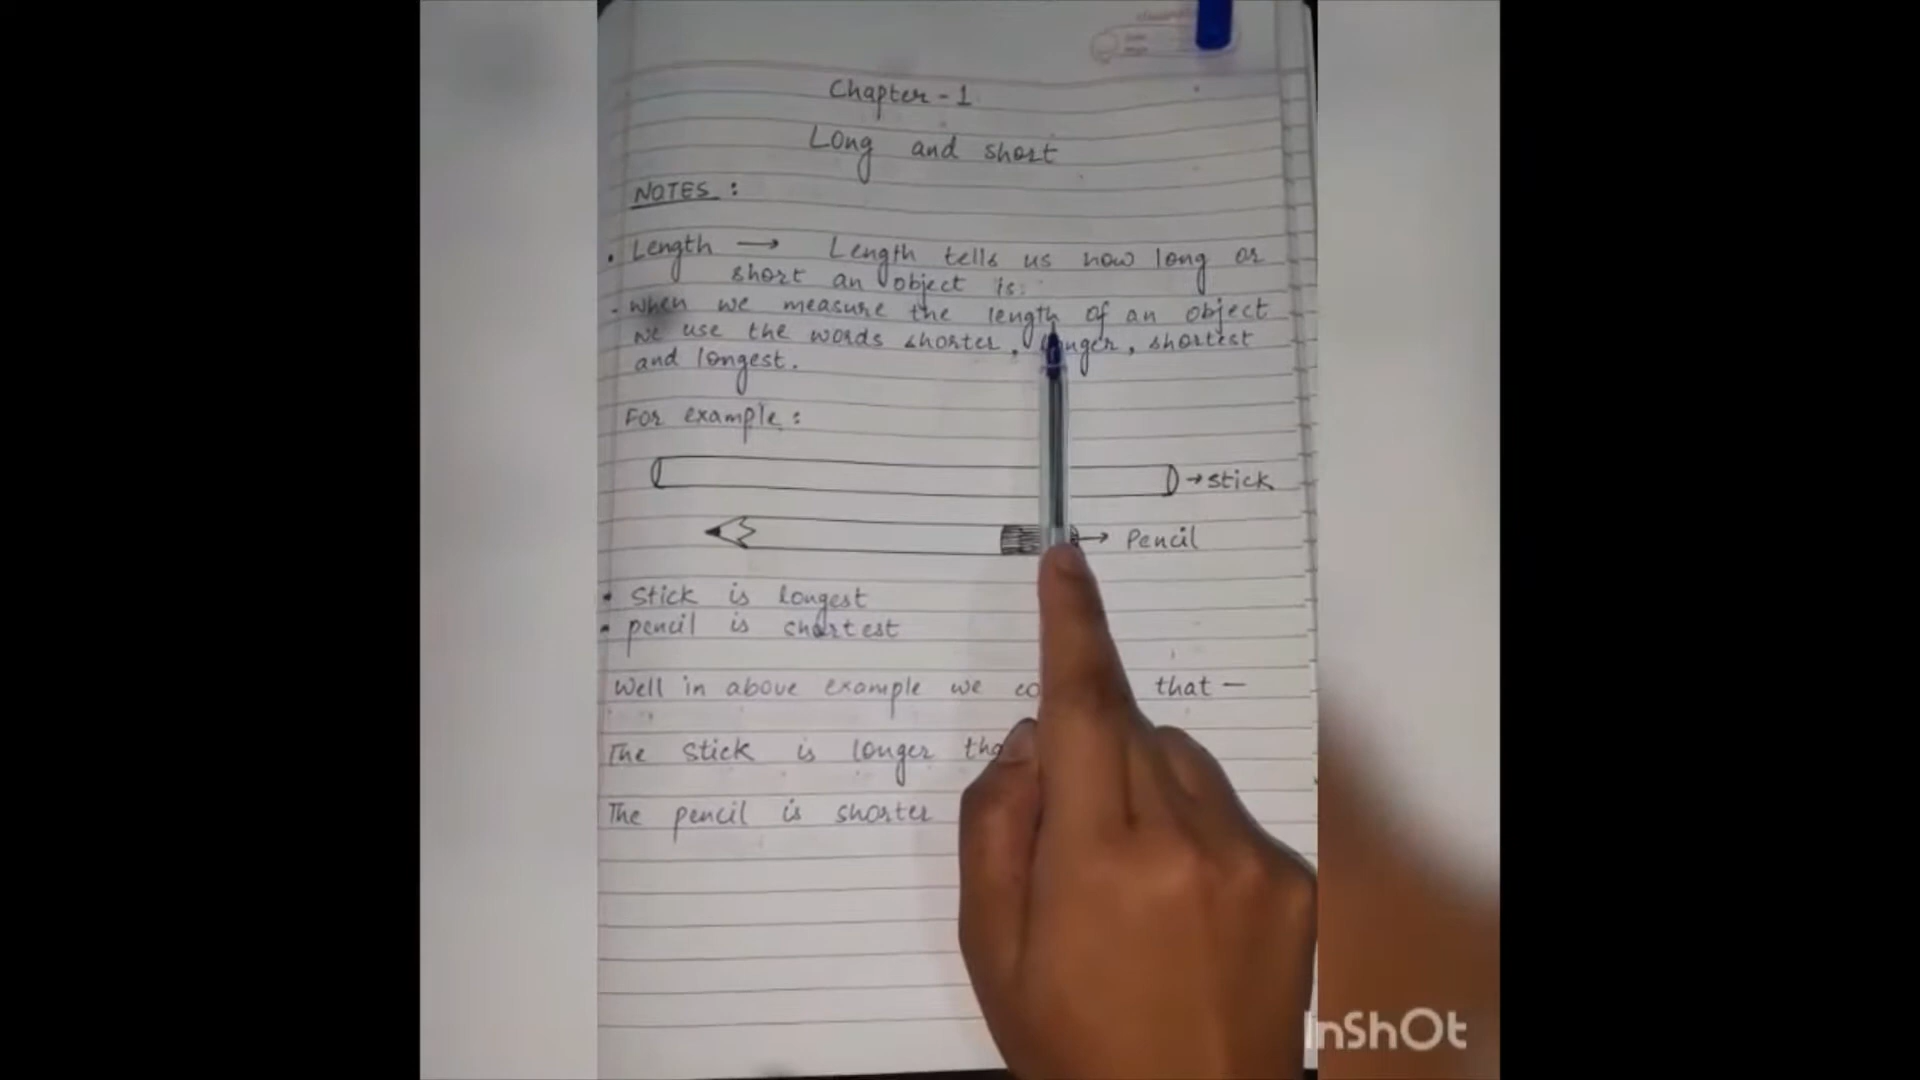 Chapter - 1
Long and short
NOTES :
• Length → Length tells us how long or
short an object is.
- when we measure the length of an object
we use the words shorter, longer, shortest
and longest.
For example :
→ stick
→ Pencil
• stick is longest
- pencil is shortest
Well in above example we that —
The stick is longer
The pencil is shorter
InShOt